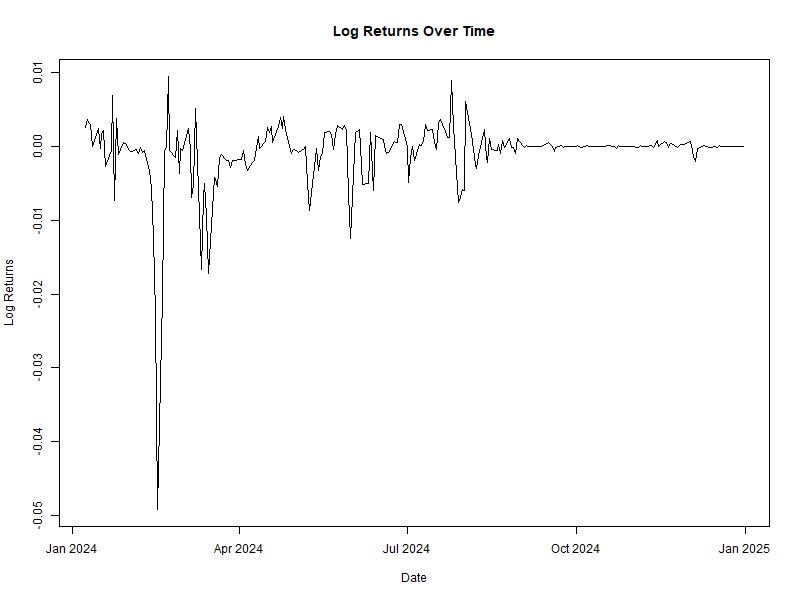 Log Returns Over Time
Log Returns
0.01
0.00
-0.01
-0.02
-0.03
-0.04
-0.05
Jan 2024
Apr 2024
Jul 2024
Oct 2024
Jan 2025
Date